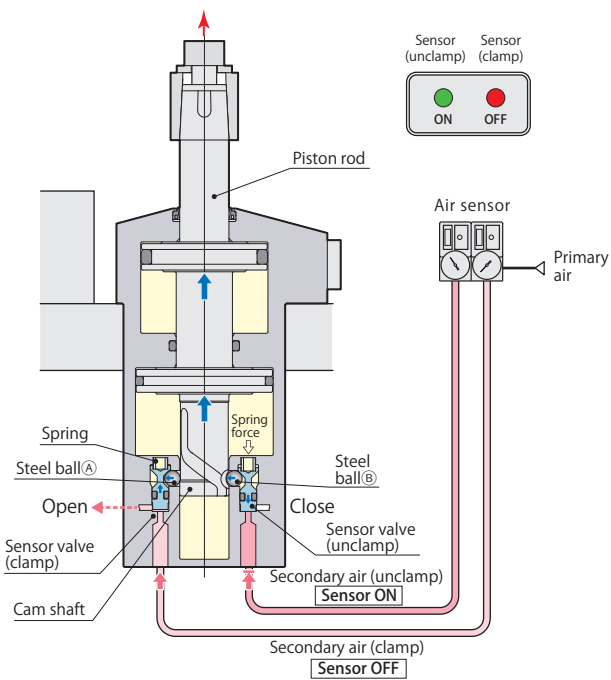 Sensor
(unclamp)
Sensor
(clamp)
ON
OFF
Piston rod
Air sensor
Primary
air
Spring
force
Spring
Steel ballⒶ
Steel
ballⒷ
Open
Close
Sensor valve
(clamp)
Sensor valve
(unclamp)
Cam shaft
Secondary air (unclamp)
Sensor ON
Secondary air (clamp)
Sensor OFF